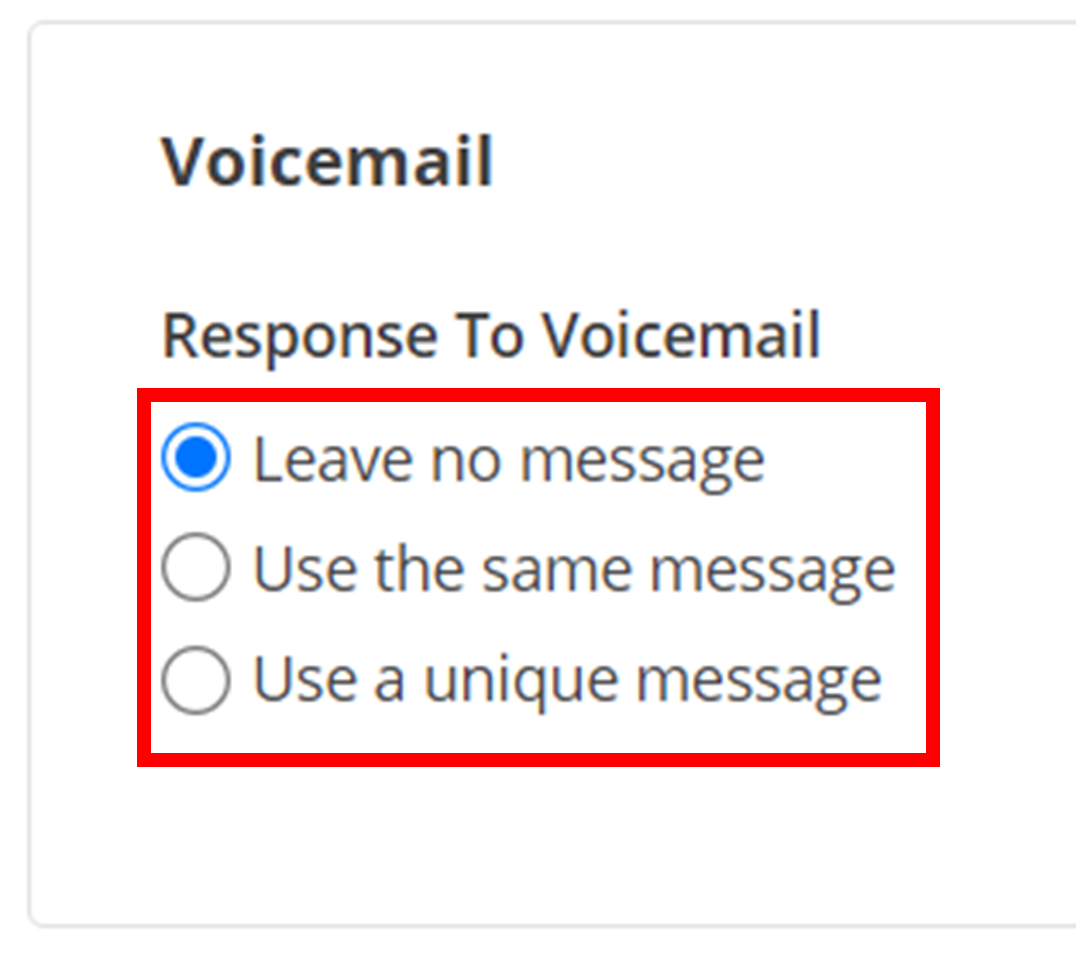 Voicemail
Response To Voicemail
Leave no message
Use the same message
Use a unique message